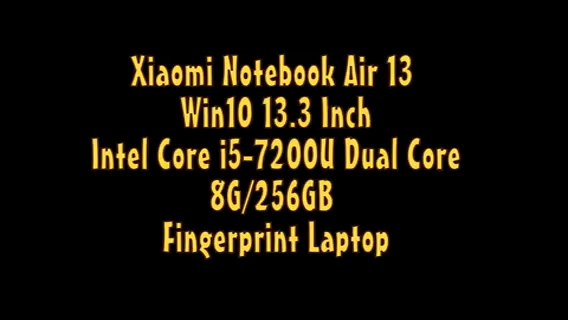 Xiaomi Notebook Air 13
Win10 13.3 Inch
Intel Core i5-7200U Dual Core
8G/256GB
Fingerprint Laptop